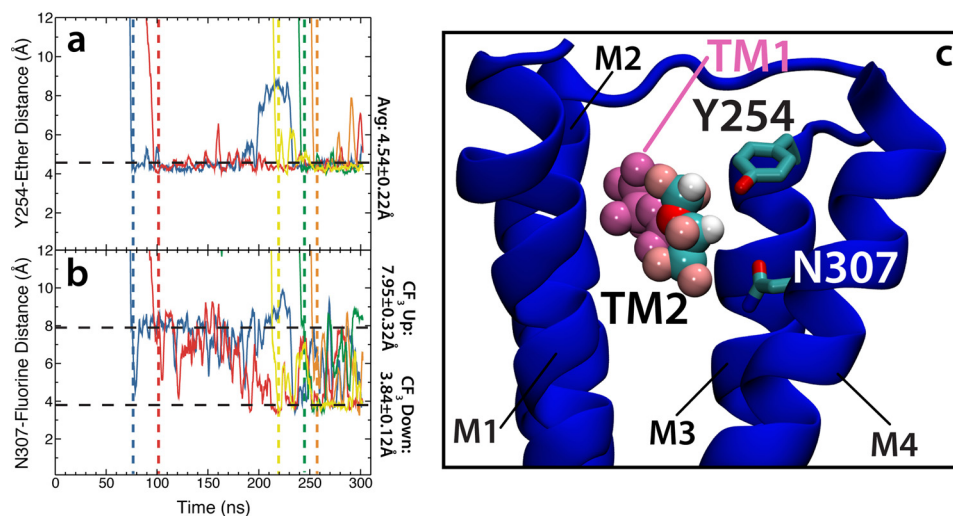 a
Y254-Ether Distance (Å)
12
10
8
6
4
2
Avg: 4.54±0.22Å
b
N307-Fluorine Distance (Å)
12
10
8
6
4
2
CF3 Up:
7.95±0.32Å
CF3 Down:
3.84±0.12Å
0 50 100 150 200 250 300
Time (ns)
c
M2
TM1
Y254
N307
TM2
M1
M3
M4